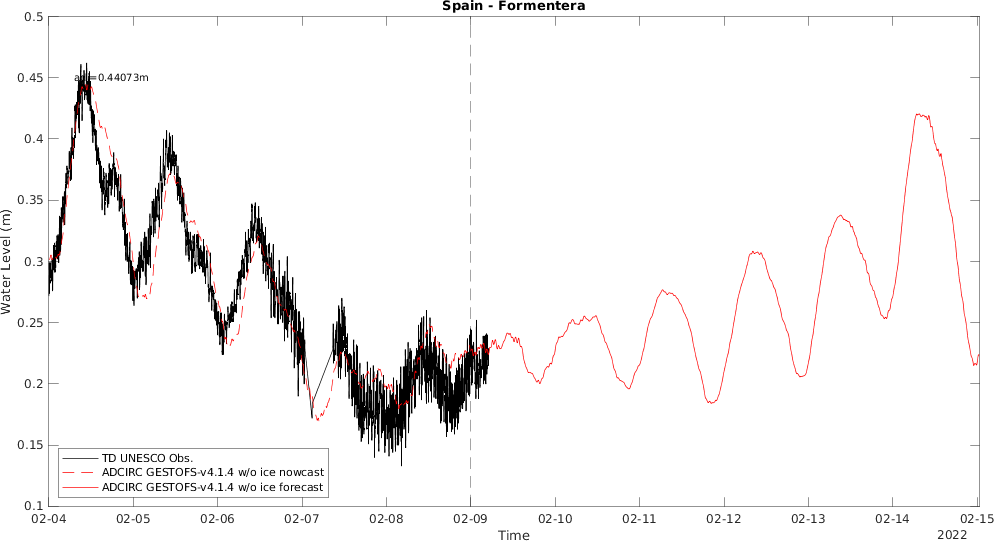 Spain - Formentera
0.5
0.45
0.4
0.35
0.3
0.25
0.2
0.15
0.1
Water Level (m)
=0.44073m
TD UNESCO Obs.
ADCIRC GESTOFS-v4.1.4 w/o ice nowcast
ADCIRC GESTOFS-v4.1.4 w/o ice forecast
02-04 02-05 02-06 02-07 02-08 02-09 02-10 02-11 02-12 02-13 02-14 02-15
Time
2022